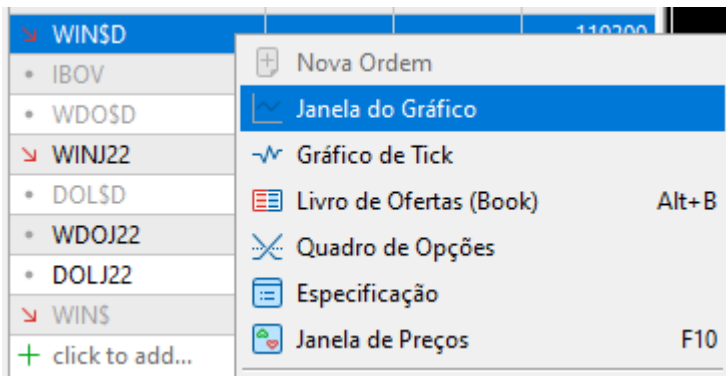 WIN$D
119200
IBOV
Nova Ordem
WDO$D
Janela do Gráfico
WINJ22
Gráfico de Tick
DOL$D
Livro de Ofertas (Book) Alt+B
WDOJ22
Quadro de Opções
DOLJ22
Especificação
WIN$
Janela de Preços F10
click to add...